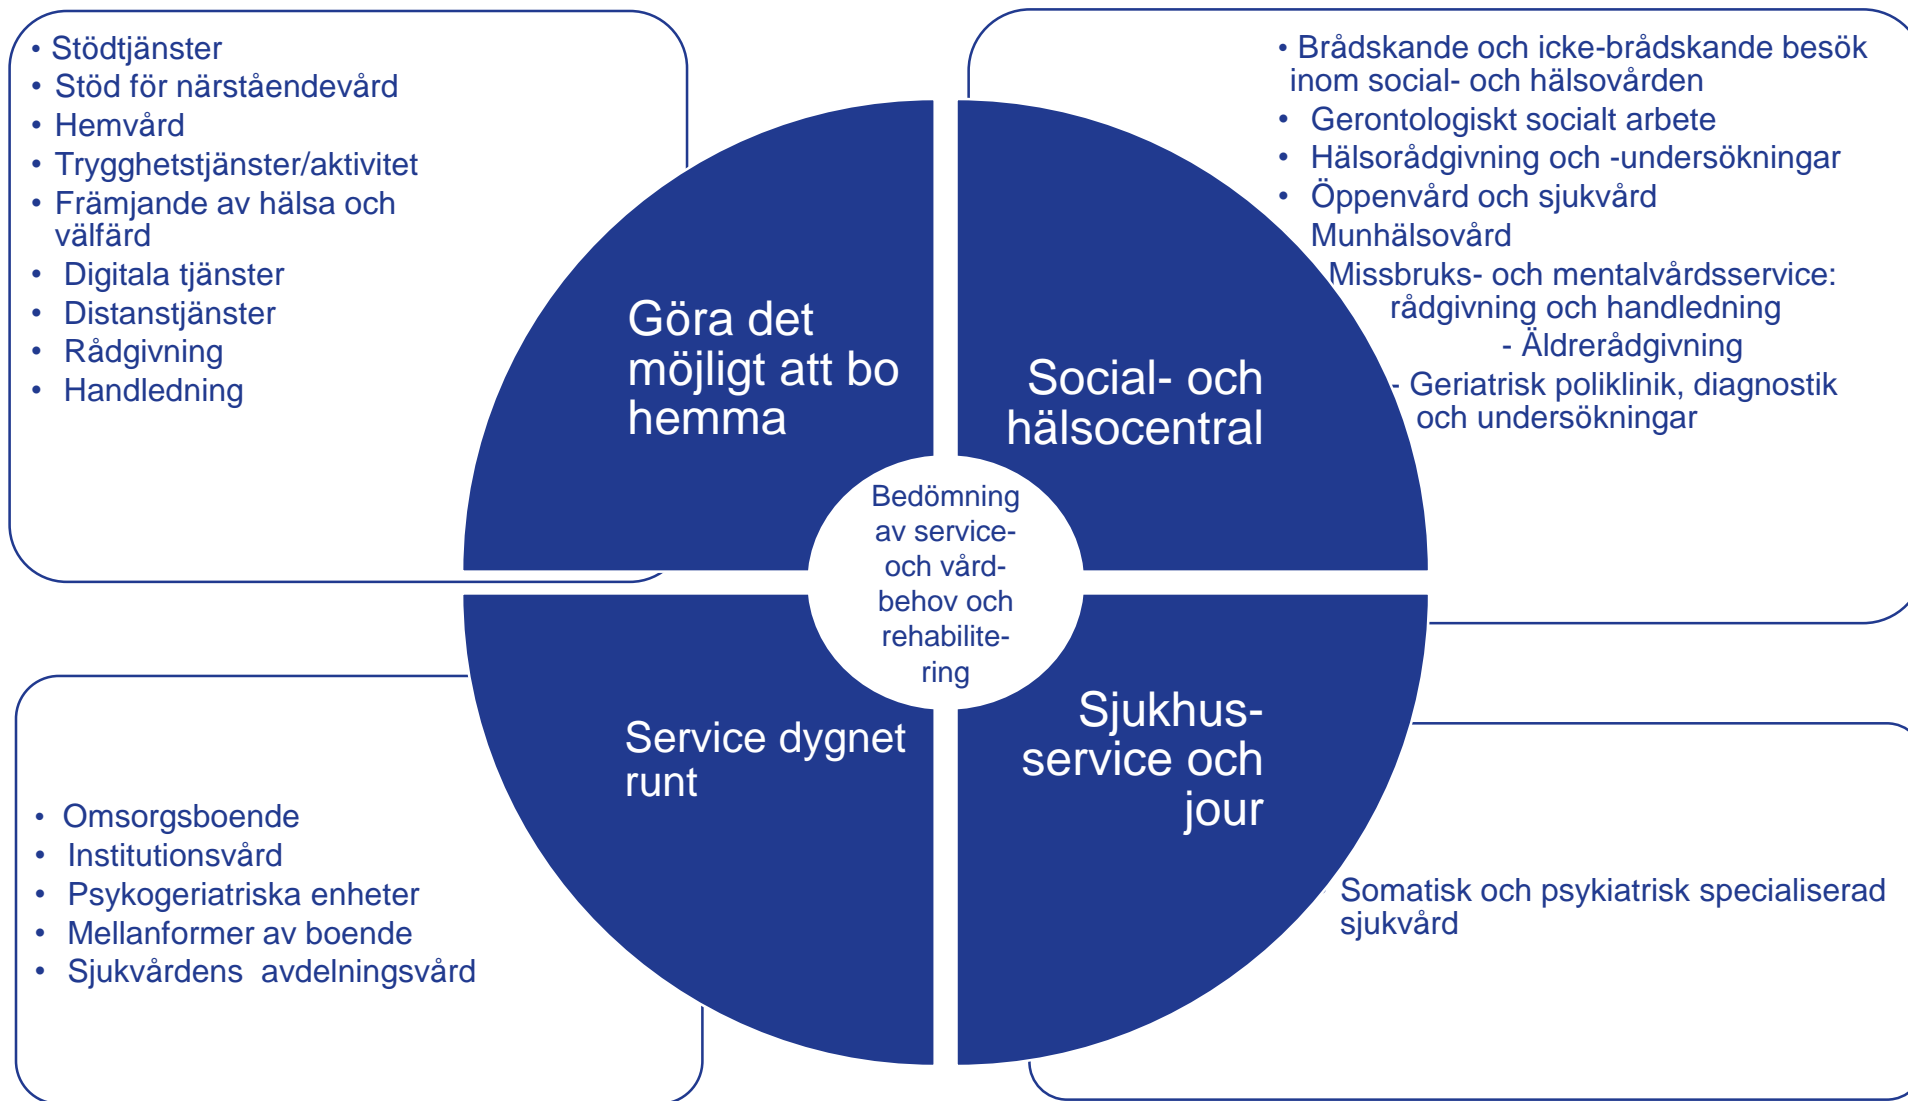 • Stödtjänster
• Stöd för närståendevård
• Hemvård
• Trygghetstjänster/aktivitet
• Främjande av hälsa och
välfärd
• Digitala tjänster
• Distanstjänster
• Rådgivning
• Handledning
• Brådskande och icke-brådskande besök
inom social- och hälsovården
• Gerontologiskt socialt arbete
• Hälsorådgivning och -undersökningar
• Öppenvård och sjukvård
Munhälsovård
Missbruks- och mentalvårdsservice:
rådgivning och handledning
- Äldrerådgivning
- Geriatrisk poliklinik, diagnostik
och undersökningar
Göra det
möjligt att bo
hemma
Social- och
hälsocentral
Bedömning
av service-
och vård-
behov och
rehabilite-
ring
Service dygnet
runt
Sjukhus-
service och
jour
• Omsorgsboende
• Institutionsvård
• Psykogeriatriska enheter
• Mellanformer av boende
• Sjukvårdens avdelningsvård
Somatisk och psykiatrisk specialiserad
sjukvård